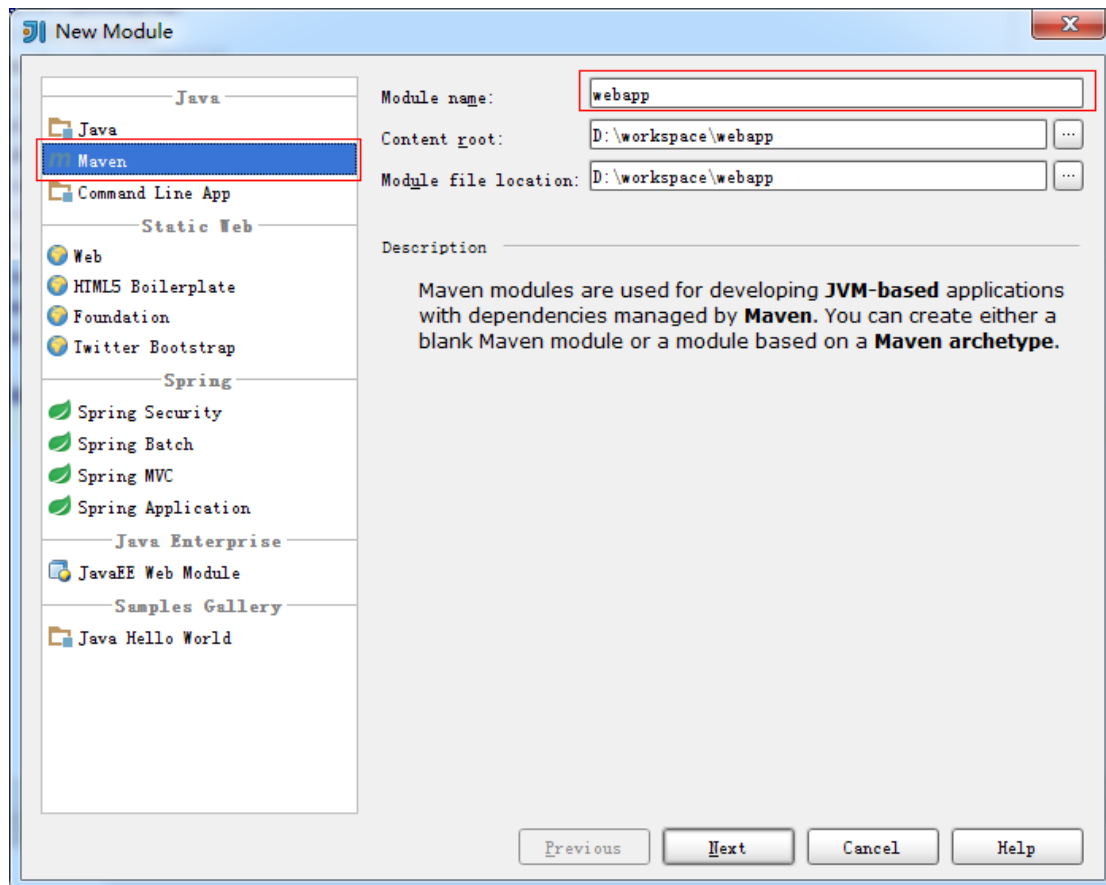 New Module
Java
Java
Maven
Command Line App
Static Web
Web
HTML5 Boilerplate
Foundation
Twitter Bootstrap
Spring
Spring Security
Spring Batch
Spring MVC
Spring Application
Java Enterprise
JavaEE Web Module
Samples Gallery
Java Hello World
Module name: webapp
Content root: D:\workspace\webapp ...
Module file location: D:\workspace\webapp ...
Description
Maven modules are used for developing JVM-based applications
with dependencies managed by Maven. You can create either a
blank Maven module or a module based on a Maven archetype.
Previous Next Cancel Help